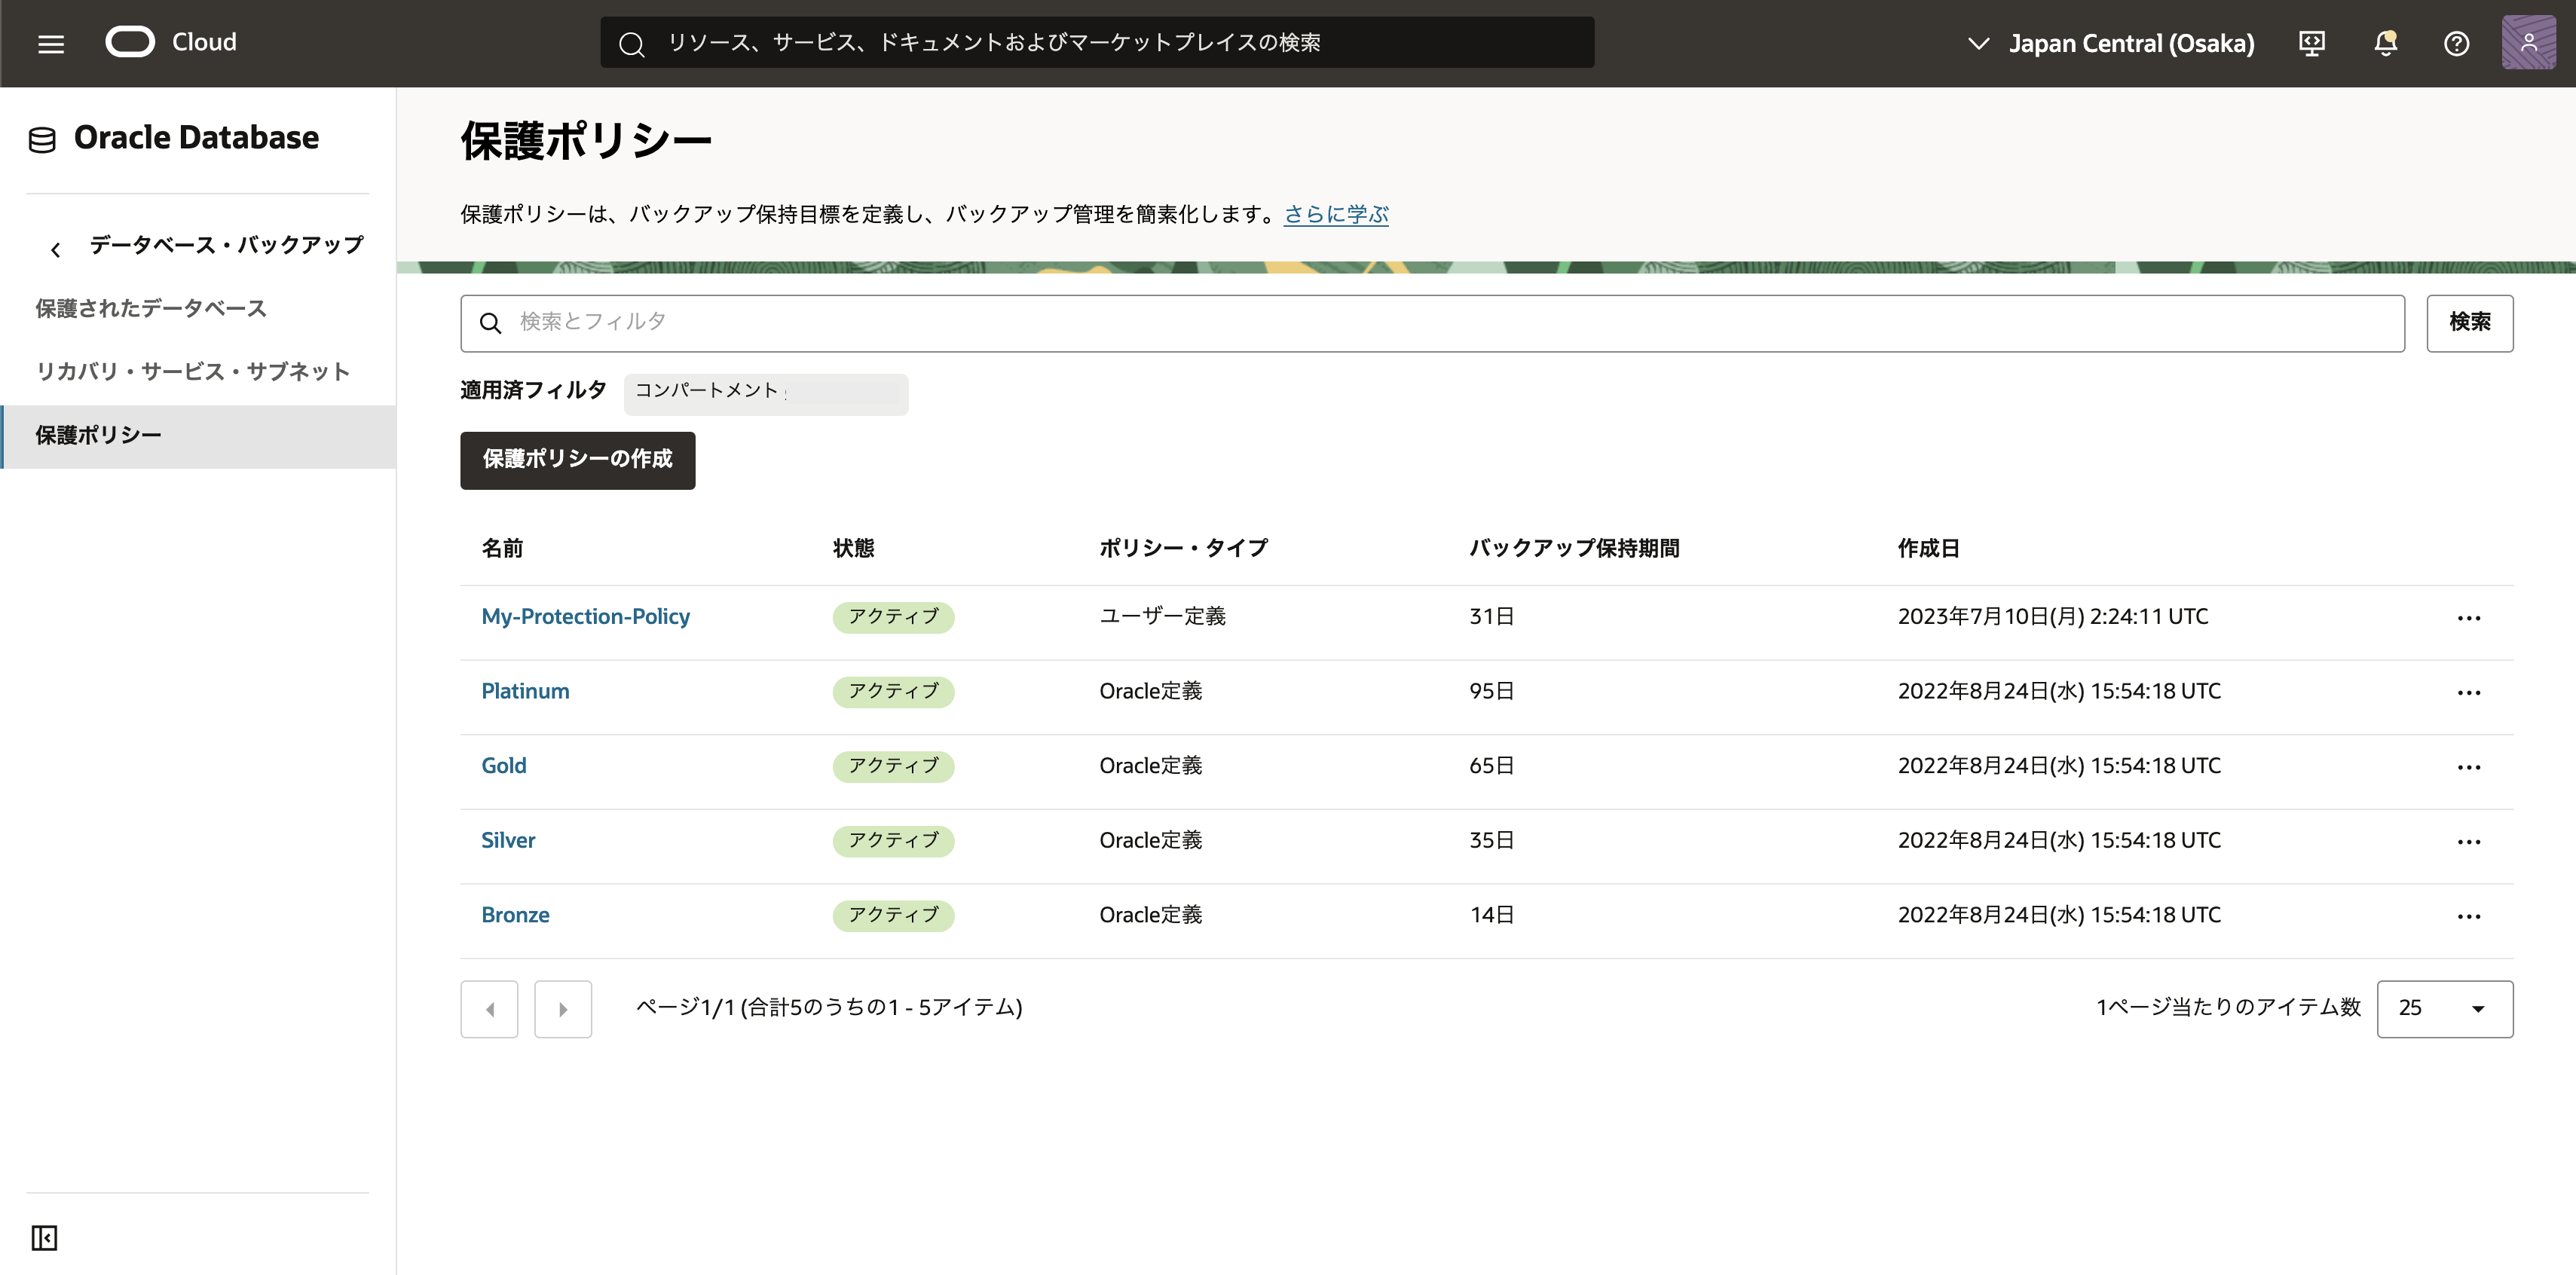 Cloud
リソース、サービス、ドキュメントおよびマーケットプレイスの検索
Japan Central (Osaka)
Oracle Database
データベース・バックアップ
保護されたデータベース
リカバリ・サービス・サブネット
保護ポリシー
保護ポリシー
保護ポリシーは、バックアップ保持目標を定義し、バックアップ管理を簡素化します。さらに学ぶ
検索とフィルタ
検索
適用済フィルタ コンパートメント
保護ポリシーの作成
名前 状態 ポリシー・タイプ バックアップ保持期間 作成日
My-Protection-Policy アクティブ ユーザー定義 31日 2023年7月10日(月) 2:24:11 UTC
Platinum アクティブ Oracle定義 95日 2022年8月24日(水) 15:54:18 UTC
Gold アクティブ Oracle定義 65日 2022年8月24日(水) 15:54:18 UTC
Silver アクティブ Oracle定義 35日 2022年8月24日(水) 15:54:18 UTC
Bronze アクティブ Oracle定義 14日 2022年8月24日(水) 15:54:18 UTC
ページ1/1 (合計5のうちの1 - 5アイテム)
1ページ当たりのアイテム数 25